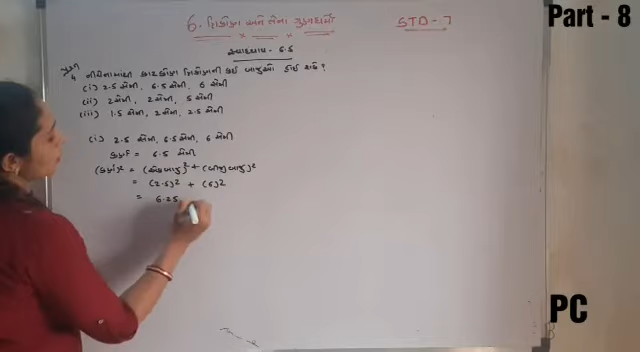 Part - 8
6. ત્રિકોણ અને તેના ગુણધર્મો
STD - 7
સ્વાધ્યાય - 6.5
પ્રશ્ન 4 નીચેનામાંથી કાટકોણ ત્રિકોણની કઈ બાજુઓ હોઈ શકે?
(i) 2.5 સેમી, 6.5 સેમી, 6 સેમી
(ii) 2 સેમી, 2 સેમી, 5 સેમી
(iii) 1.5 સેમી, 2 સેમી, 2.5 સેમી
(i) 2.5 સેમી, 6.5 સેમી, 6 સેમી
કર્ણ = 6.5 સેમી
(કર્ણ)² = (એકબાજુ)² + (બીજીબાજુ)²
= (2.5)2 + (6)2
= 6.25
PC